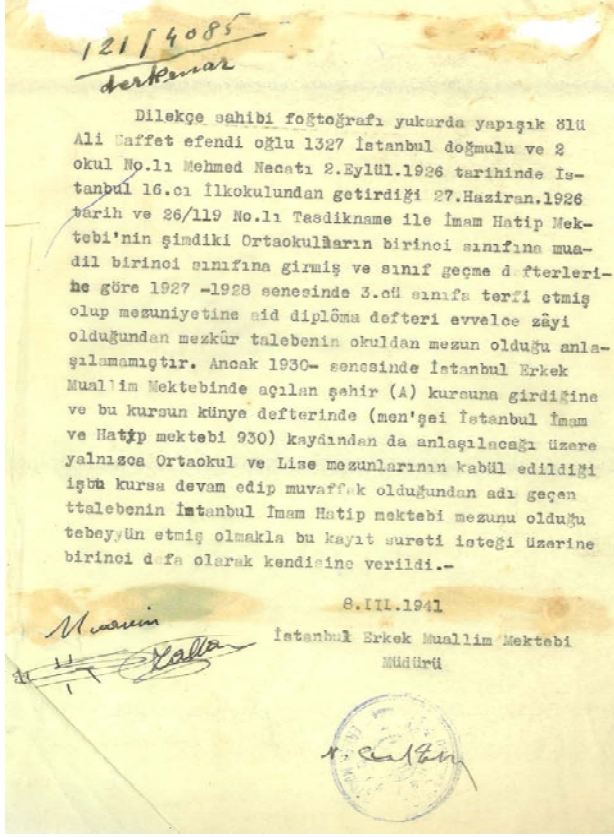 121/4085
derkenar
Dilekçe sahibi foğtoğrafı yukarda yapışık ölü
Ali Saffet efendi oğlu 1327 İstanbul doğmulu ve 2
okul No.lı Mehmed Necatı 2.Eylül.1926 tarihinde İs-
tanbul 16.cı İlkokulundan getirdiği 27.Haziran.1926
tarih ve 26/119 No.lı Tasdikname ile İmam Hatip Mek-
tebi'nin şimdiki Ortaokulların birinci sınıfına mua-
dil birinci sınıfına girmiş ve sınıf geçme defterleri-
ne göre 1927 -1928 senesinde 3.cü sınıfa terfi etmiş
olup mezuniyetine aid diplôma defteri evvelce zâyi
olduğundan mezkûr talebenin okuldan mezun olduğu anla-
şılamamıştır. Ancak 1930- senesinde İstanbul Erkek
Muallim Mektebinde açılan şehir (A) kursuna girdiğine
ve bu kursun künye defterinde (men'şei İstanbul İmam
ve Hatip mektebi 930) kaydından da anlaşılacağı üzere
yalnızca Ortaokul ve Lise mezunlarının kabül edildiği
işbu kursa devam edip muvaffak olduğundan adı geçen
ttalebenin İstanbul İmam Hatip mektebi mezunu olduğu
tebeyyün etmiş olmakla bu kayıt sureti isteği üzerine
birinci defa olarak kendisine verildi.-
8.III.1941
İstanbul Erkek Muallim Mektebi
Müdürü